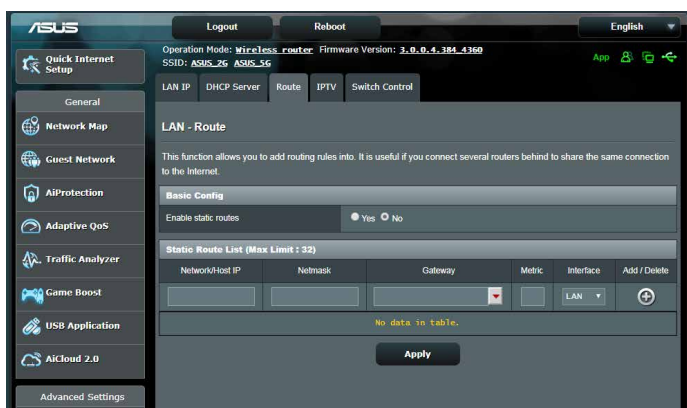 ASUS
Logout
Reboot
English
Quick Internet Setup
Operation Mode: Wireless router Firmware Version: 3.0.0.4.384_4360
SSID: ASUS_2G ASUS_5G
App
General
Network Map
Guest Network
AiProtection
Adaptive QoS
Traffic Analyzer
Game Boost
USB Application
AiCloud 2.0
Advanced Settings
LAN IP DHCP Server Route IPTV Switch Control
LAN - Route
This function allows you to add routing rules into. It is useful if you connect several routers behind to share the same connection
to the Internet.
Basic Config
Enable static routes Yes No
Static Route List (Max Limit : 32)
Network/Host IP Netmask Gateway Metric Interface Add / Delete
LAN
No data in table.
Apply